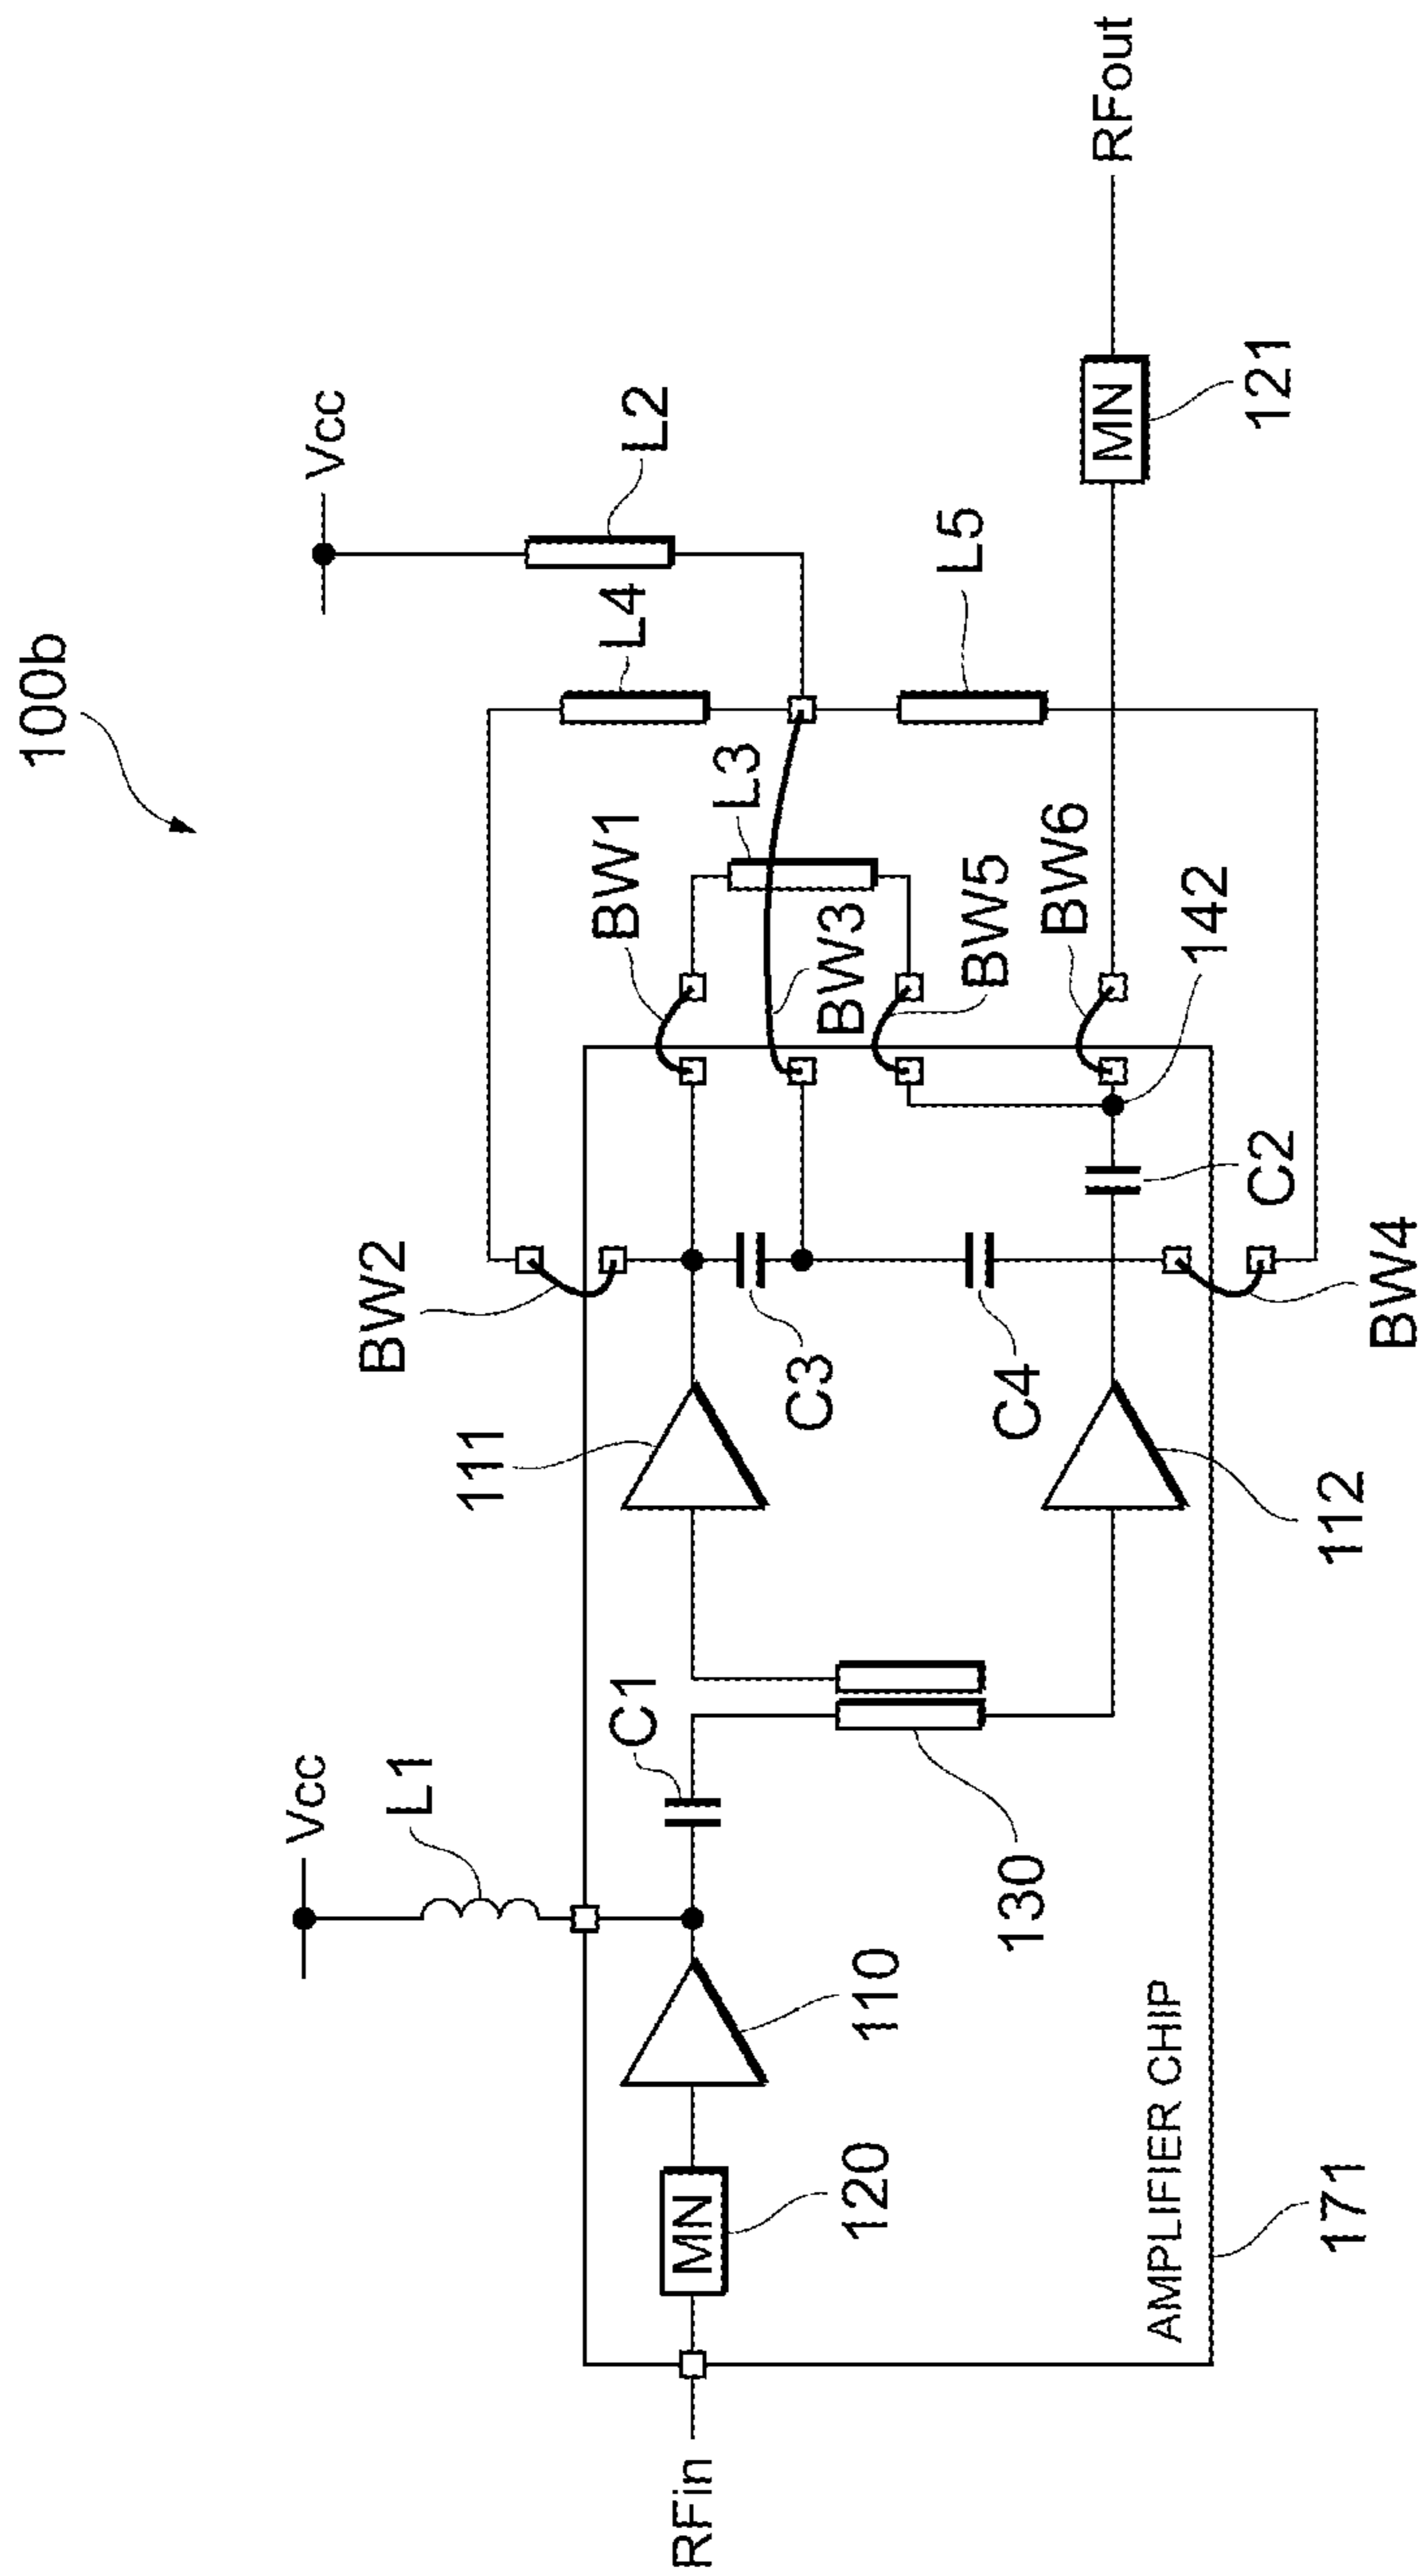 100b
Vcc
L1
Vcc
L2
L4
BW2
BW1
L3
L5
111
C1
BW3
BW5
BW6
RFin
MN
120
110
130
C3
C4
142
C2
BW4
112
MN
121
RFout
AMPLIFIER CHIP
171